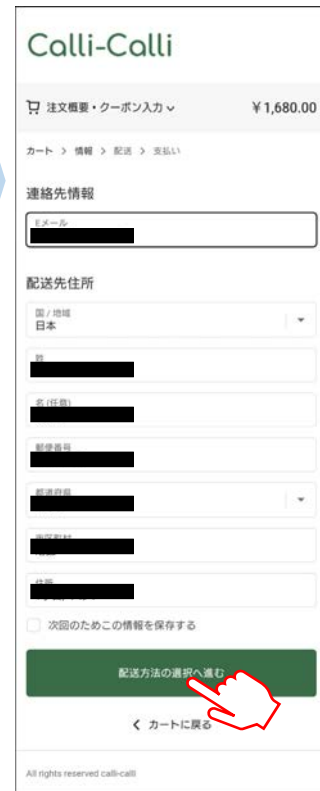 Calli-Calli
注文概要・クーポン入力 ¥1,680.00
カート > 情報 > 配送 > 支払い
連絡先情報
Eメール
配送先住所
国 / 地域
日本
姓
名 (任意)
郵便番号
都道府県
市区町村
住所
次回のためこの情報を保存する
配送方法の選択へ進む
< カートに戻る
All rights reserved calli-calli